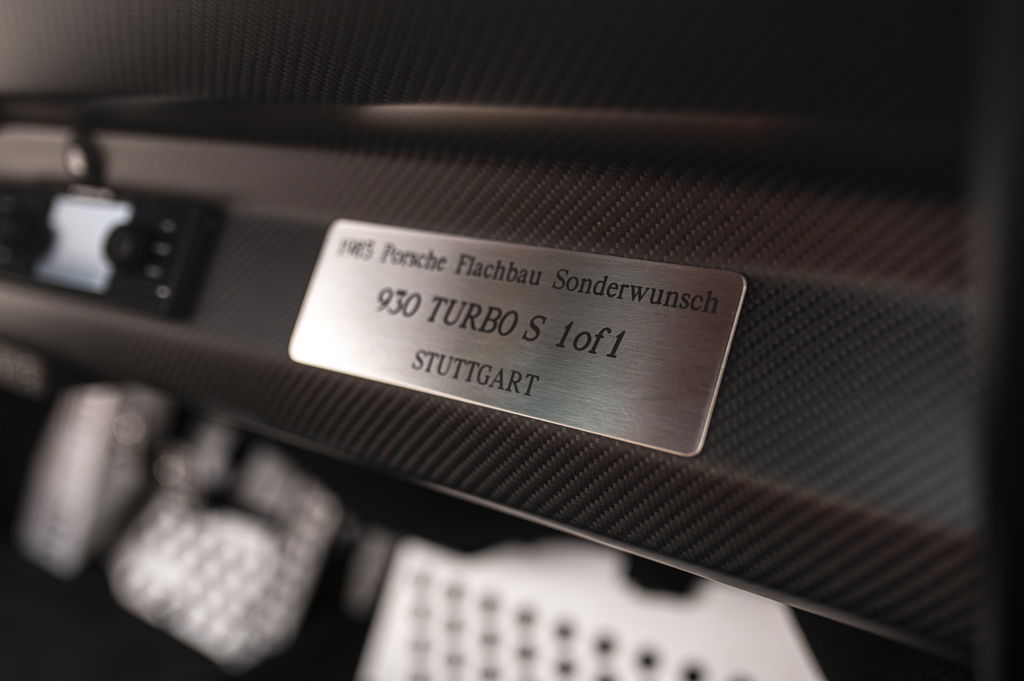 1985 Porsche Flachbau Sonderwunsch
930 TURBO S 1of1
STUTTGART